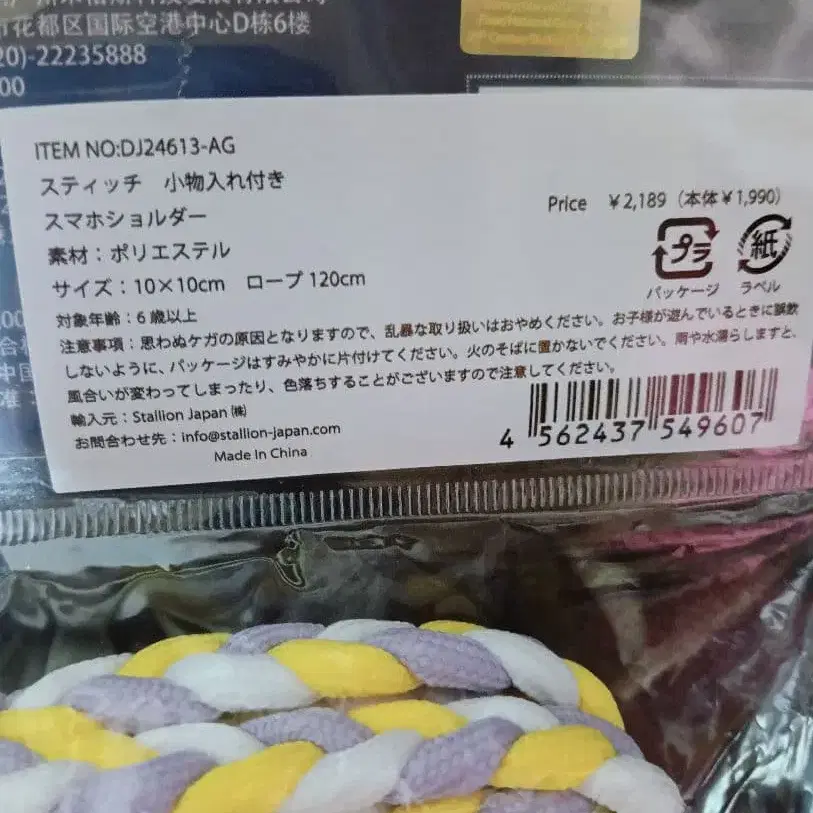 花都区国际空港中心D栋6楼
20)-22235888
00
ITEM NO:DJ24613-AG
スティッチ 小物入れ付き
スマホショルダー
素材：ポリエステル
サイズ：10×10cm ロープ 120cm
対象年齢：6歳以上
Price ￥2,189（本体￥1,990）
プラ 紙
パッケージ ラベル
注意事項：思わぬケガの原因となりますので、乱暴な取り扱いはおやめください。お子様が遊んでいるときに誤飲
しないように、パッケージはすみやかに片付けてください。火のそばに置かないでください。雨や水濡らしますと、
風合いが変わってしまったり、色落ちすることがございますので注意してください。
輸入元：Stallion Japan ㈱
お問合わせ先：info@stallion-japan.com
Made In China
4 562437 549607